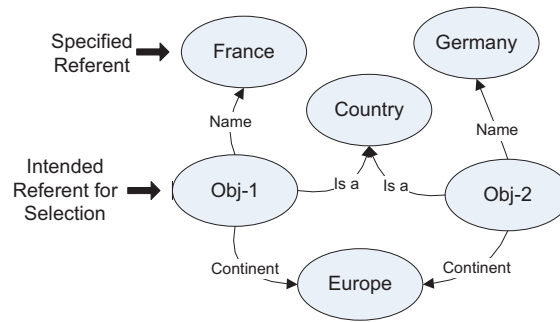 Specified
Referent
France
Germany
Country
Name
Name
Intended
Referent for
Selection
Obj-1
Is a
Is a
Obj-2
Continent
Continent
Europe